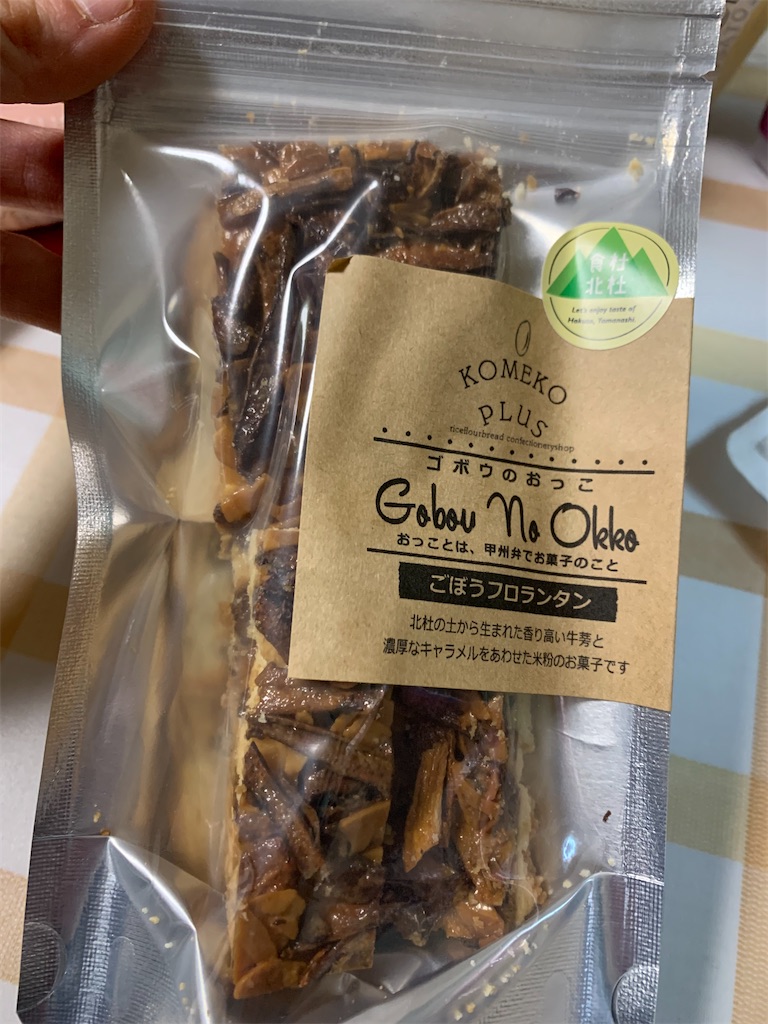 食杜
北杜
Let's enjoy taste of
Hokuto, Yamanashi.
KOMEKO
PLUS
riceflourbread confectioneryshop
ゴボウのおっこ
Gobou No Okko
おっことは、甲州弁でお菓子のこと
ごぼうフロランタン
北杜の土から生まれた香り高い牛蒡と
濃厚なキャラメルをあわせた米粉のお菓子です